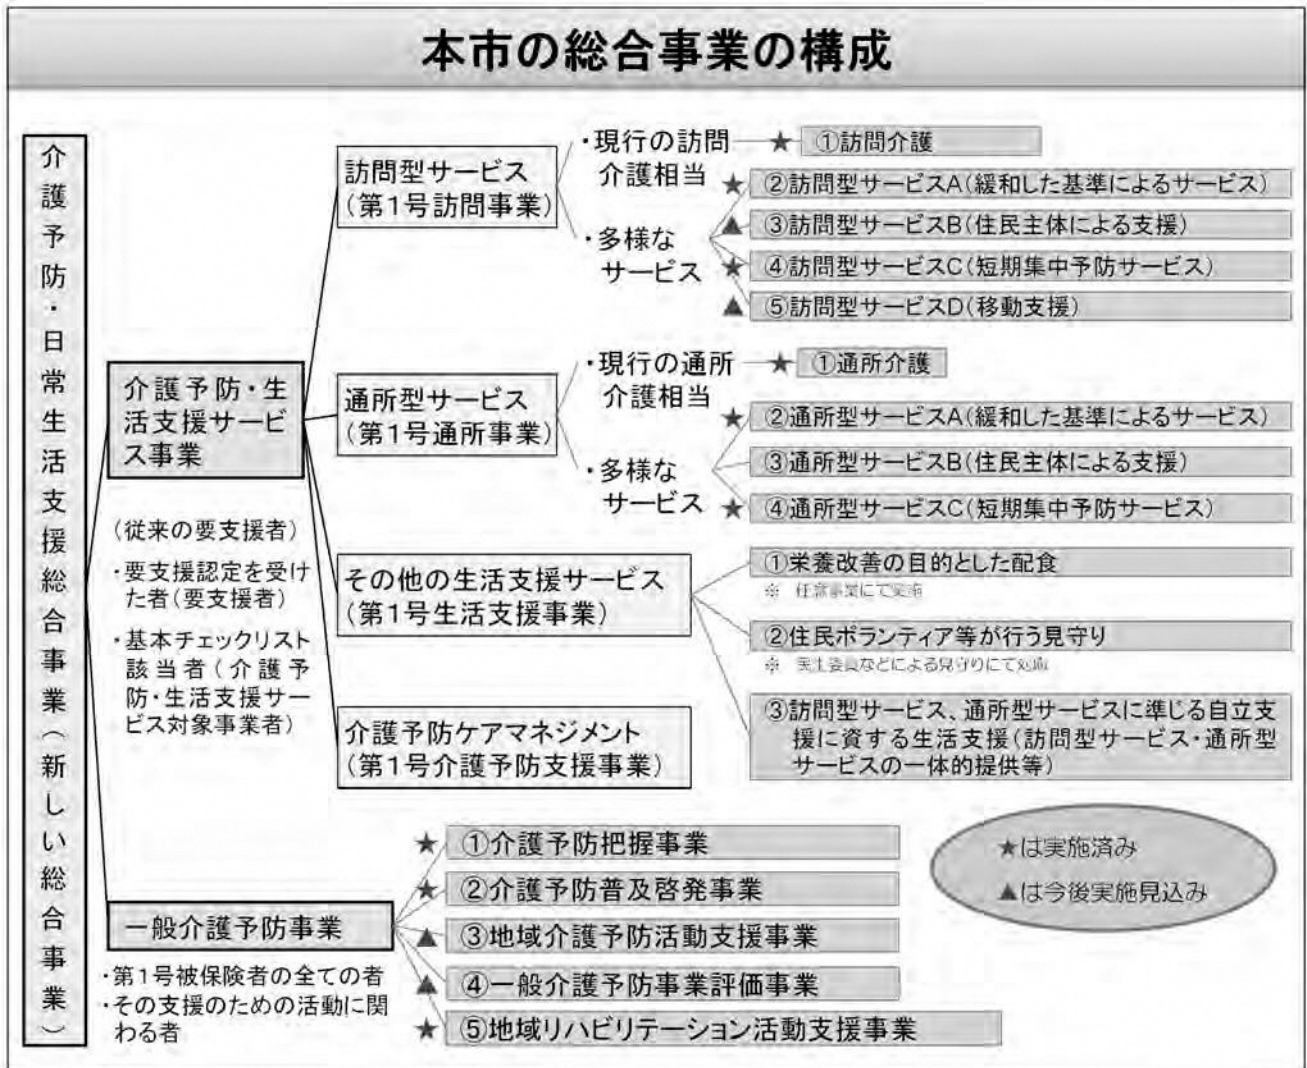 本市の総合事業の構成
介護予防・日常生活支援総合事業(新しい総合事業)
介護予防・生
活支援サービ
ス事業
(従来の要支援者)
・要支援認定を受け
た者(要支援者)
・基本チェックリスト
該当者(介護予
防・生活支援サー
ビス対象事業者)
訪問型サービス
(第1号訪問事業)
・現行の訪問
介護相当
★ ①訪問介護
・多様な
サービス
★ ②訪問型サービスA(緩和した基準によるサービス)
▲ ③訪問型サービスB(住民主体による支援)
★ ④訪問型サービスC(短期集中予防サービス)
▲ ⑤訪問型サービスD(移動支援)
通所型サービス
(第1号通所事業)
・現行の通所
介護相当
★ ①通所介護
・多様な
サービス
★ ②通所型サービスA(緩和した基準によるサービス)
③通所型サービスB(住民主体による支援)
★ ④通所型サービスC(短期集中予防サービス)
その他の生活支援サービス
(第1号生活支援事業)
①栄養改善の目的とした配食
※ 任意事業にて実施
②住民ボランティア等が行う見守り
※ 民生委員などによる見守りにて
③訪問型サービス、通所型サービスに準じる自立支
援に資する生活支援(訪問型サービス・通所型
サービスの一体的提供等)
介護予防ケアマネジメント
(第1号介護予防支援事業)
一般介護予防事業
・第1号被保険者の全ての者
・その支援のための活動に関
わる者
★ ①介護予防把握事業
★ ②介護予防普及啓発事業
▲ ③地域介護予防活動支援事業
▲ ④一般介護予防事業評価事業
★ ⑤地域リハビリテーション活動支援事業
★は実施済み
▲は今後実施見込み